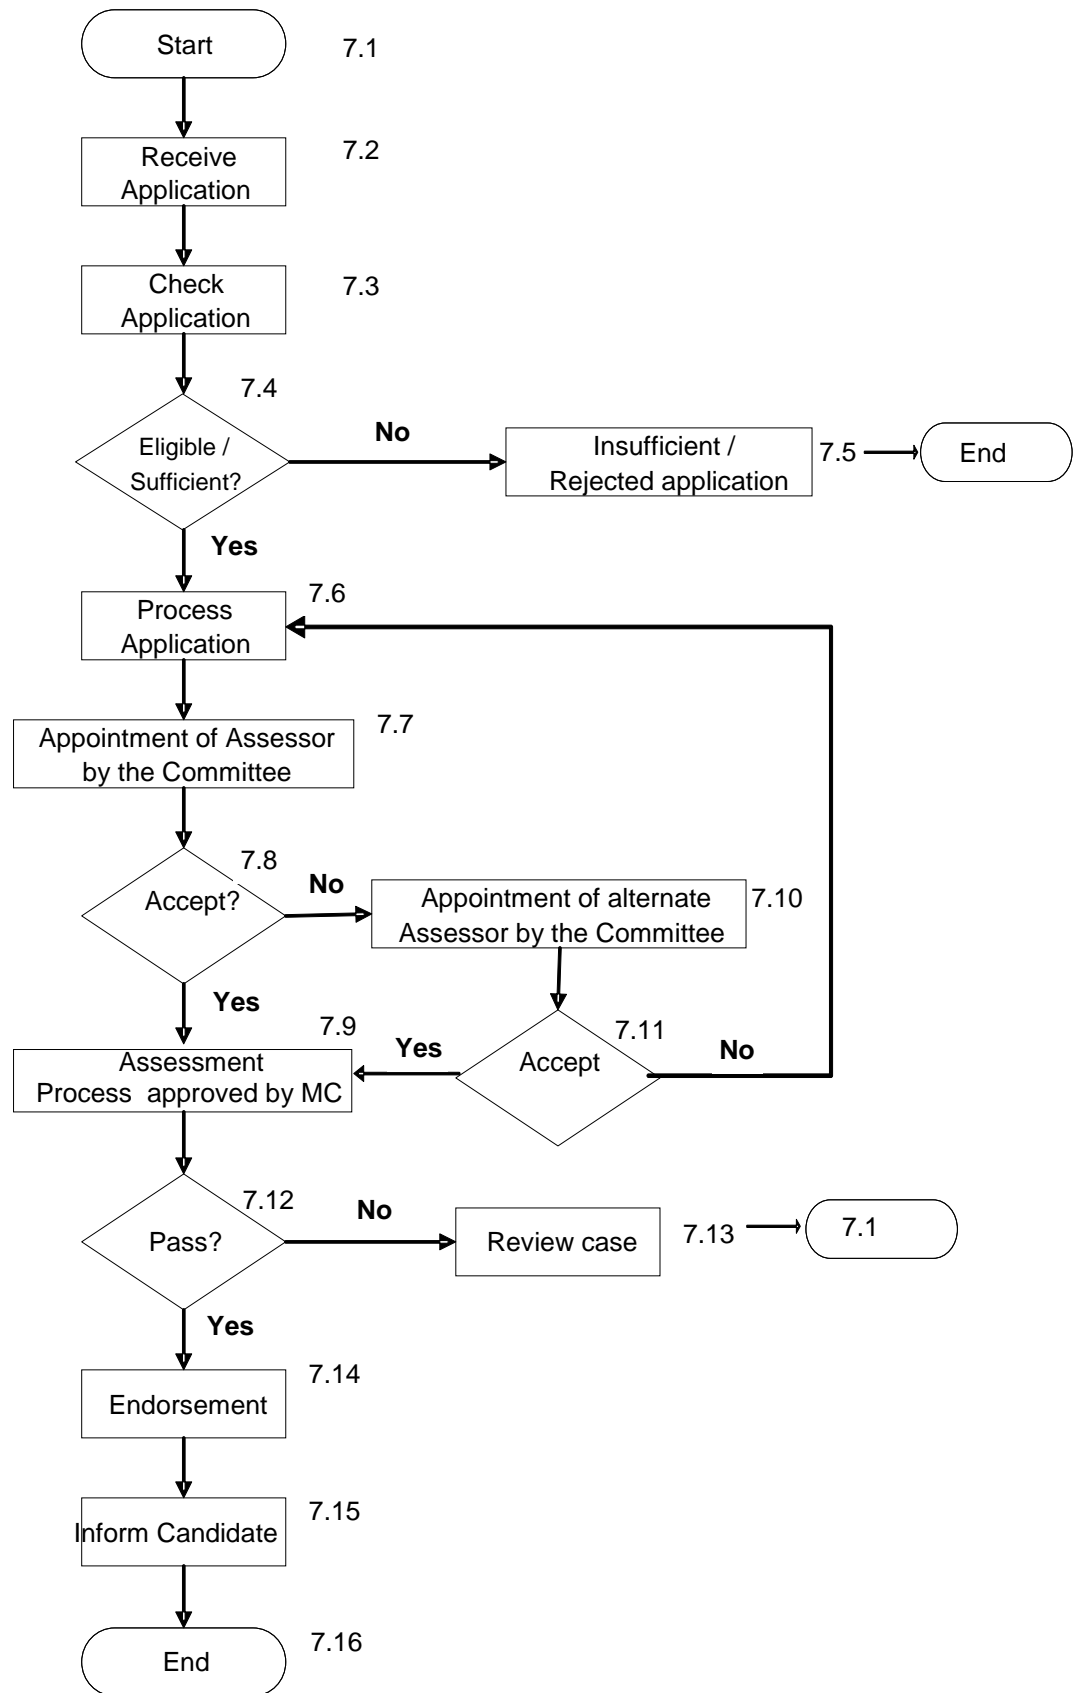 Start
7.1
7.2
Receive
Application
7.3
Check
Application
7.4
Eligible /
Sufficient?
No
Insufficient /
Rejected application
7.5
End
Yes
7.6
Process
Application
7.7
Appointment of Assessor
by the Committee
7.8
Accept?
No
Appointment of alternate
Assessor by the Committee
7.10
Yes
7.9
Assessment
Process approved by MC
Yes
7.11
Accept
No
7.12
Pass?
No
Review case
7.13
7.1
Yes
7.14
Endorsement
7.15
Inform Candidate
7.16
End